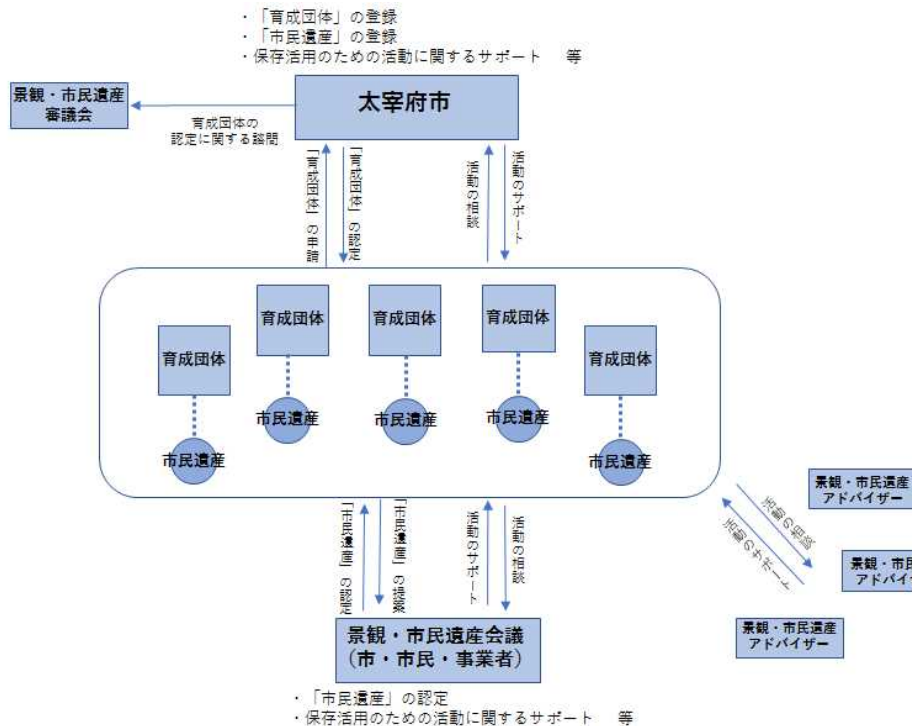 ・「育成団体」の登録
・「市民遺産」の登録
・保存活用のための活動に関するサポート　等
太宰府市
景観・市民遺産
審議会
育成団体の
認定に関する諮問
「育成団体」の申請
「育成団体」の認定
活動の相談
活動のサポート
育成団体
育成団体
育成団体
育成団体
育成団体
市民遺産
市民遺産
市民遺産
市民遺産
市民遺産
「市民遺産」の認定
「市民遺産」の提案
活動のサポート
活動の相談
活動の相談
活動のサポート
景観・市民遺産
アドバイザー
景観・市民
アドバイザ
景観・市民遺産
アドバイザー
景観・市民遺産会議
（市・市民・事業者）
・「市民遺産」の認定
・保存活用のための活動に関するサポート　等